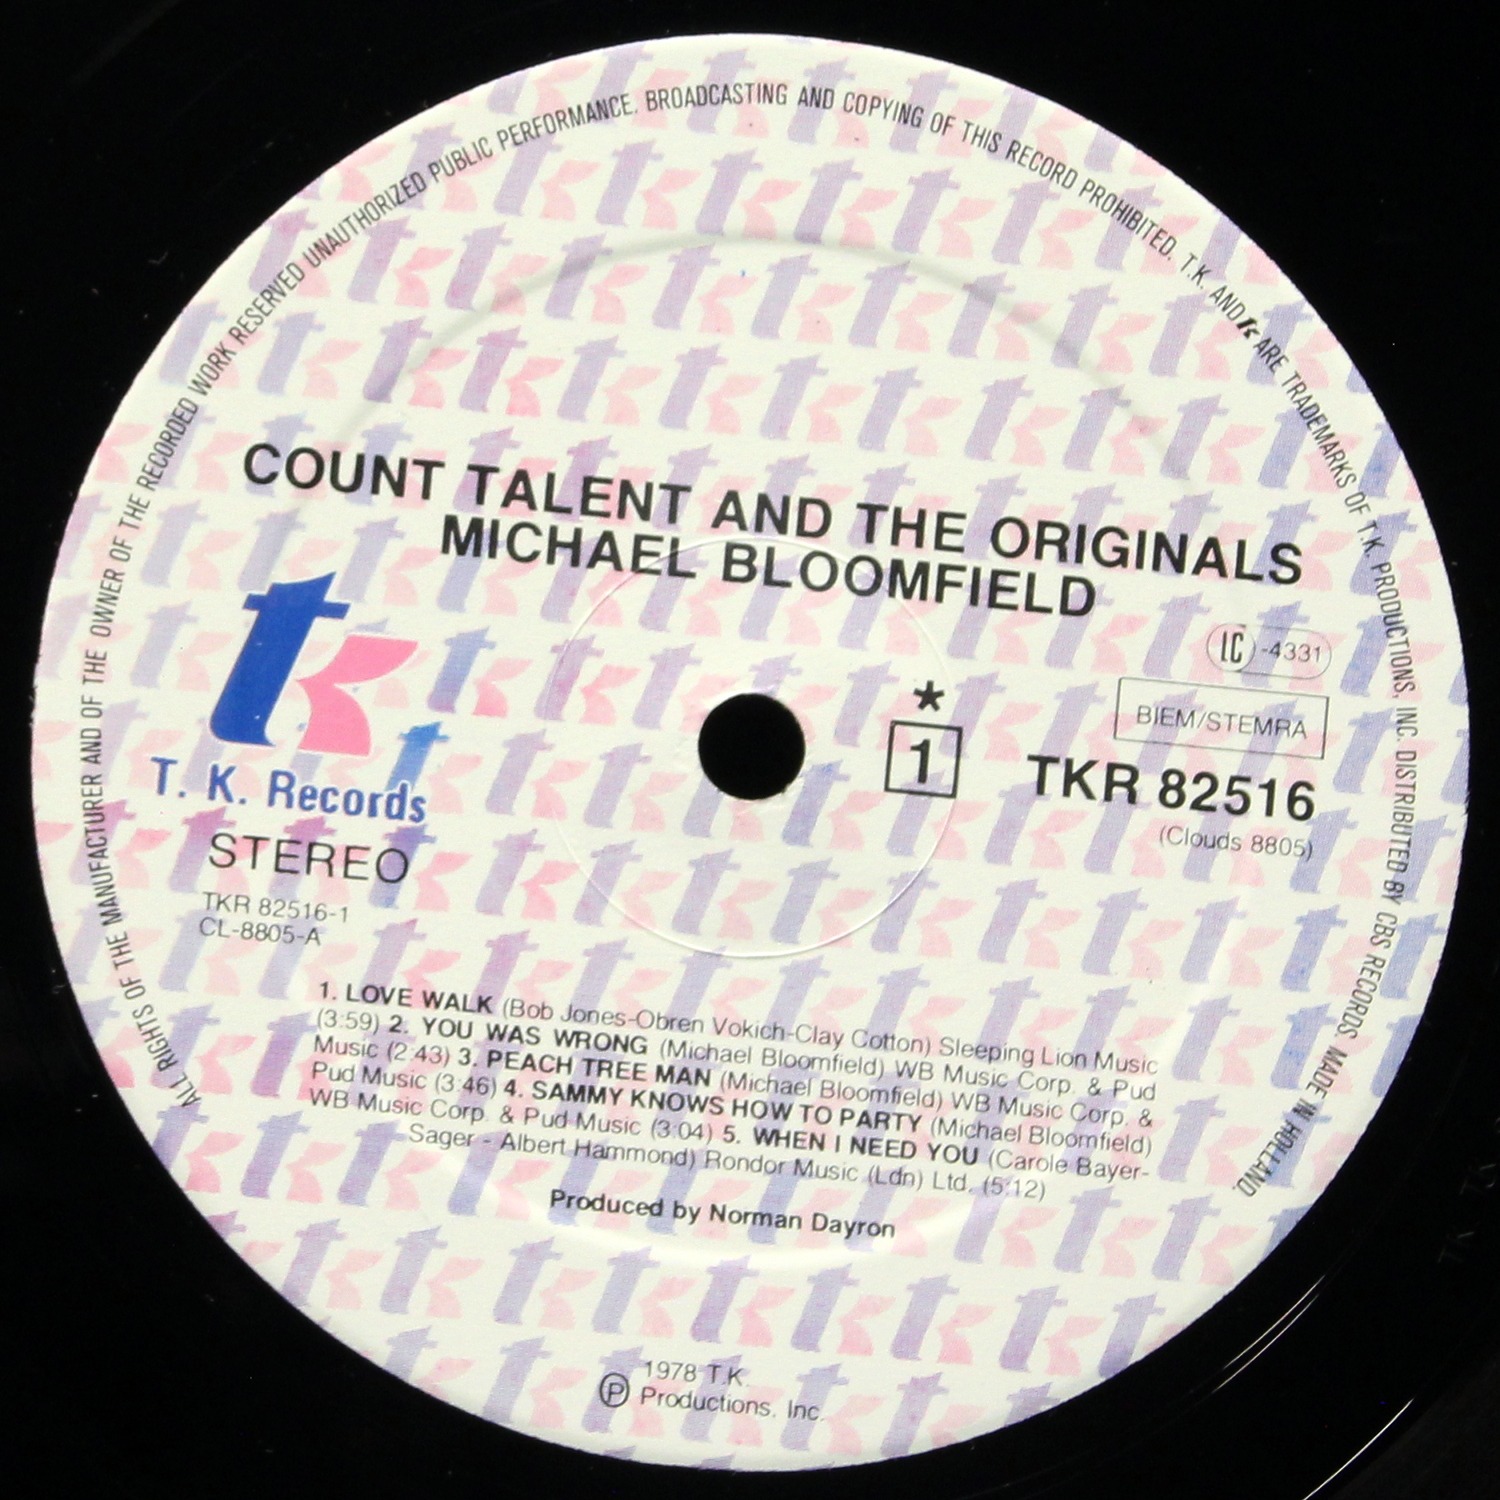 ALL RIGHTS OF THE MANUFACTURER AND OF THE OWNER OF THE RECORDED WORK RESERVED UNAUTHORIZED PUBLIC PERFORMANCE, BROADCASTING AND COPYING OF THIS RECORD PROHIBITED. T.K. AND tk ARE TRADEMARKS OF T.K. PRODUCTIONS, INC. DISTRIBUTED BY CBS RECORDS MADE IN HOLLAND.
COUNT TALENT AND THE ORIGINALS
MICHAEL BLOOMFIELD
tk
T. K. Records
STEREO
TKR 82516-1
CL-8805-A
*
1
LC -4331
BIEM/STEMRA
TKR 82516
(Clouds 8805)
1. LOVE WALK (Bob Jones-Obren Vokich-Clay Cotton) Sleeping Lion Music
(3:59) 2. YOU WAS WRONG (Michael Bloomfield) WB Music Corp. & Pud
Music (2:43) 3. PEACH TREE MAN (Michael Bloomfield) WB Music Corp. &
Pud Music (3:46) 4. SAMMY KNOWS HOW TO PARTY (Michael Bloomfield)
WB Music Corp. & Pud Music (3:04) 5. WHEN I NEED YOU (Carole Bayer-
Sager - Albert Hammond) Rondor Music (Ldn) Ltd. (5:12)
Produced by Norman Dayron
1978 T.K.
℗ Productions, Inc.